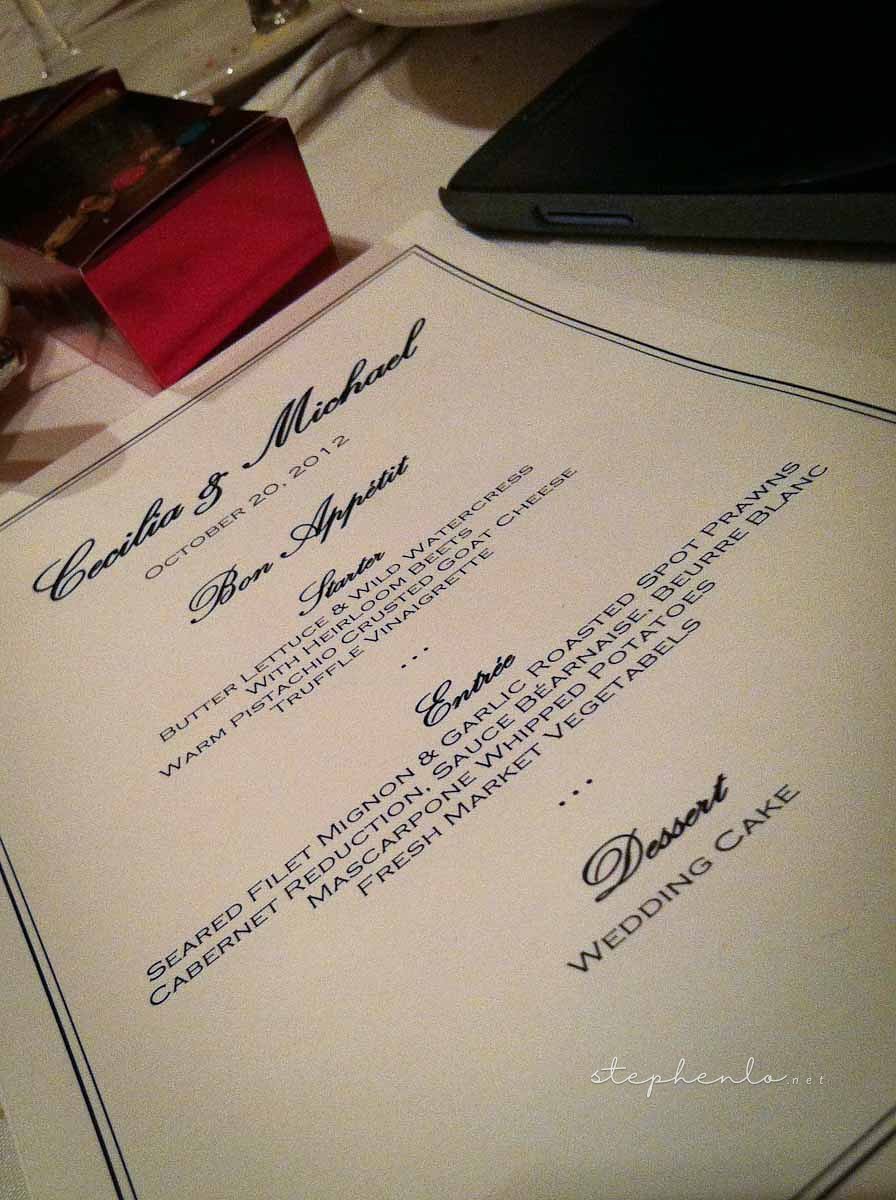 Cecilia & Michael
OCTOBER 20, 2012
Bon Appétit
Starter
BUTTER LETTUCE & WILD WATERCRESS
WITH HEIRLOOM BEETS
WARM PISTACHIO CRUSTED GOAT CHEESE
TRUFFLE VINAIGRETTE
...
Entrée
SEARED FILET MIGNON & GARLIC ROASTED SPOT PRAWNS
CABERNET REDUCTION, SAUCE BÉARNAISE, BEURRE BLANC
MASCARPONE WHIPPED POTATOES
FRESH MARKET VEGETABELS
...
Dessert
WEDDING CAKE
stephenlo.net